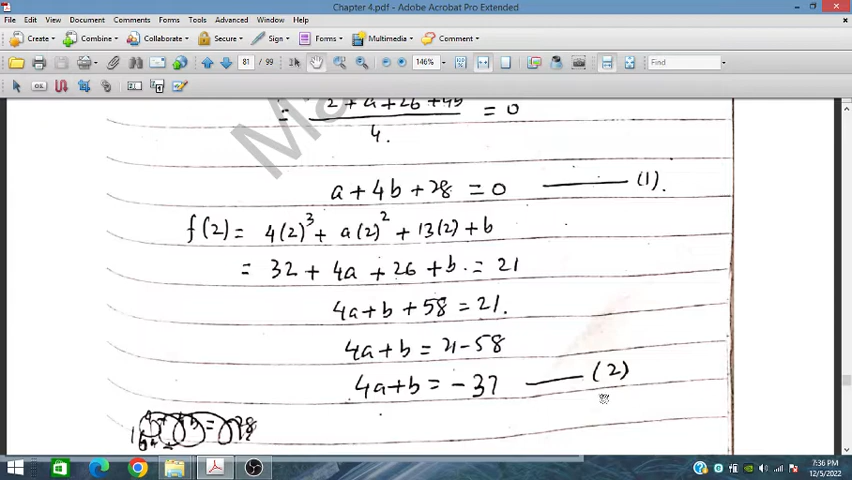 Chapter 4.pdf - Adobe Acrobat Pro Extended
File Edit View Document Comments Forms Tools Advanced Window Help
Create Combine Collaborate Secure Sign Forms Multimedia Comment
81 / 99 146% Find
= 2 + a + 26 + 4b / 4. = 0
a + 4b + 28 = 0 (1).
f(2) = 4(2)³ + a(2)² + 13(2) + b
= 32 + 4a + 26 + b. = 21
4a + b + 58 = 21.
4a + b = 21 - 58
4a + b = - 37 (2)
7:36 PM
12/5/2022